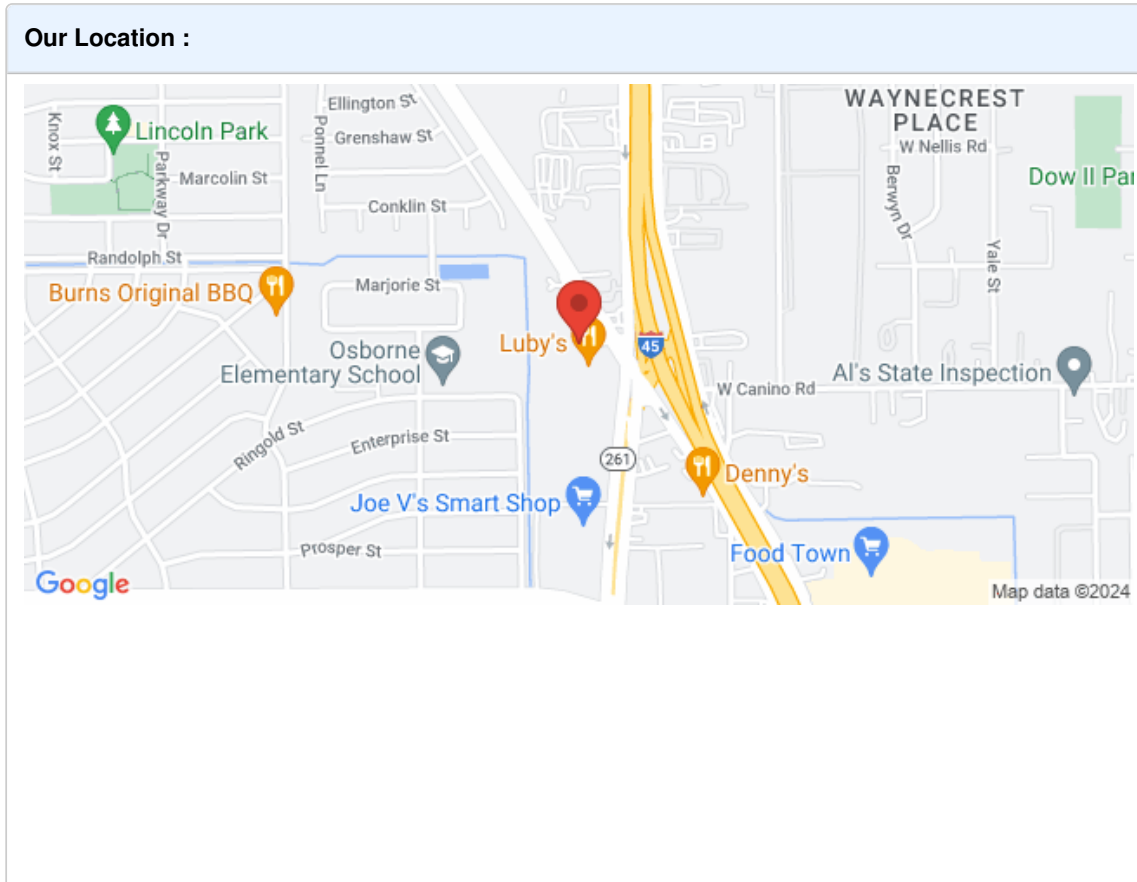 Our Location :
Ellington St
WAYNECREST
PLACE
Knox St
Lincoln Park
Ponnel Ln
Grenshaw St
W Nellis Rd
Parkway Dr
Marcolin St
Berwyn Dr
Dow II Par
Conklin St
Randolph St
Yale St
Burns Original BBQ
Marjorie St
Luby's
45
Osborne
Elementary School
Al's State Inspection
W Canino Rd
Ringold St
Enterprise St
261
Denny's
Joe V's Smart Shop
Prosper St
Food Town
Google
Map data ©2024